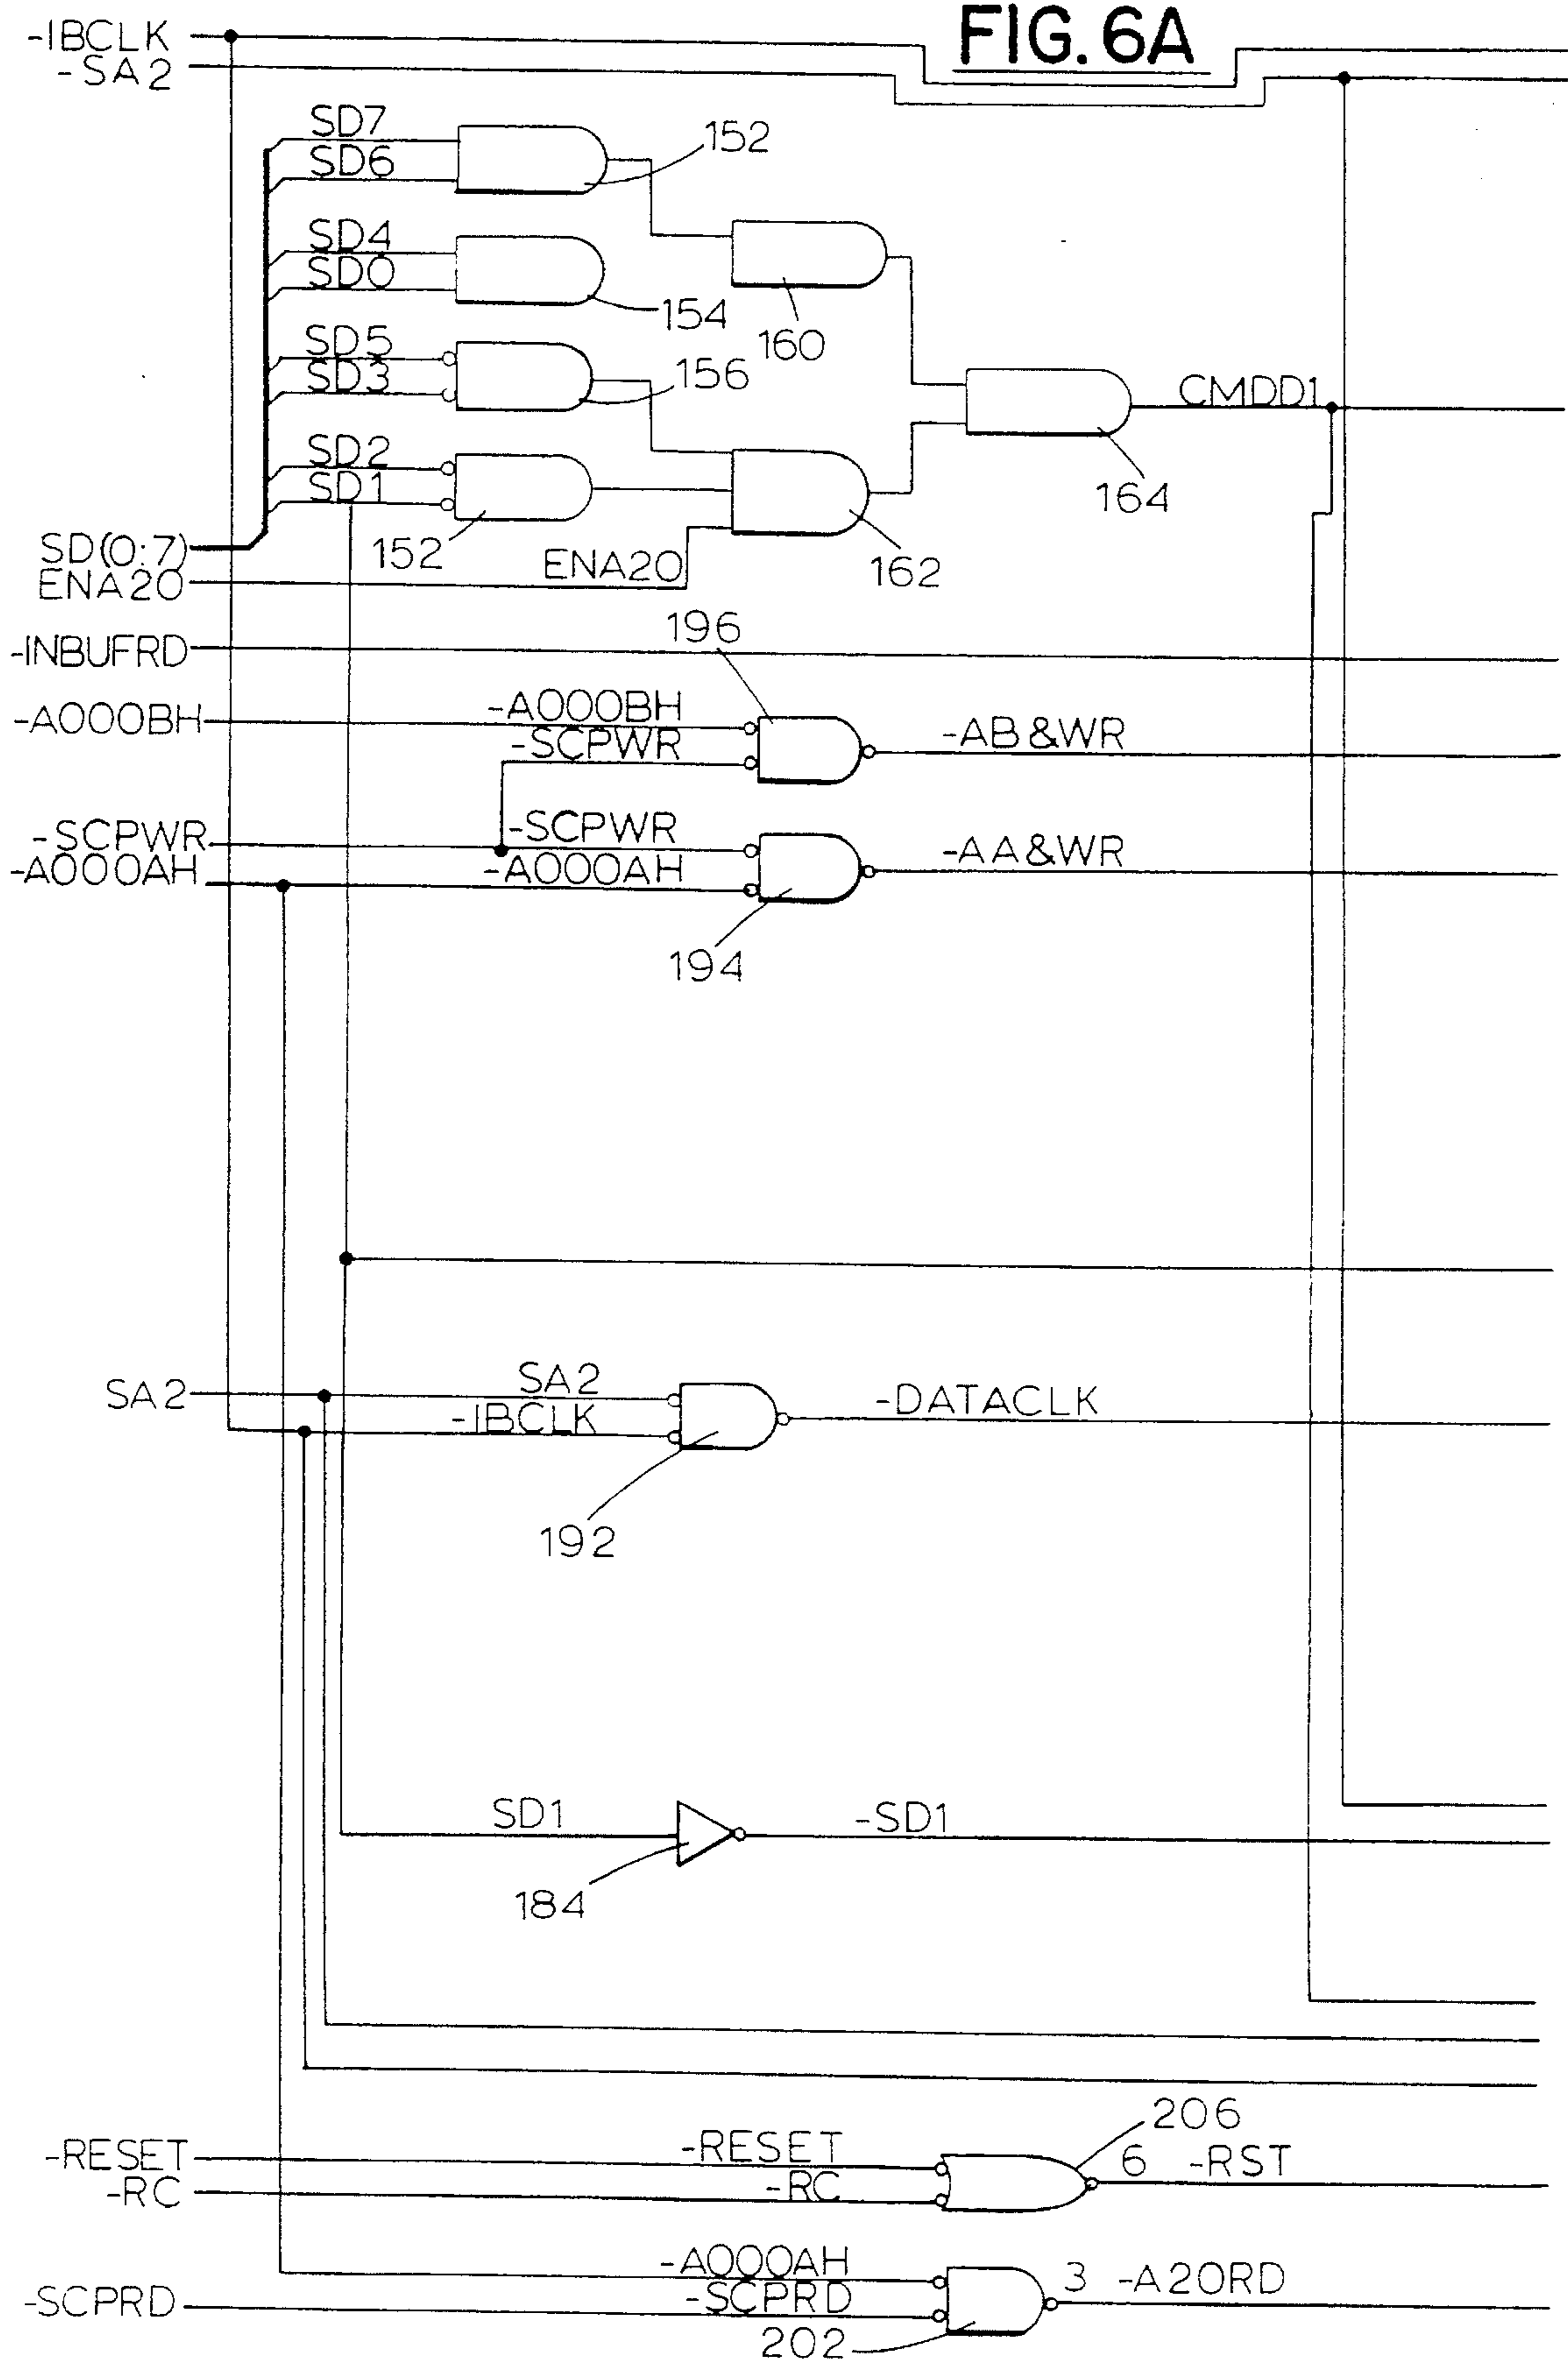 FIG. 6A
-IBCLK
-SA2
SD7
152
SD6
SD4
SD0
154
160
SD5
156
SD3
CMDD1
SD2
SD1
164
152
SD(0:7)
ENA20
ENA20
162
196
-INBUFRD
-A000BH
-A000BH
-SCPWR
-AB&WR
-SCPWR
-SCPWR
-A000AH
-A000AH
-AA&WR
194
SA2
SA2
-IBCLK
-DATACLK
192
SD1
-SD1
184
206
-RESET
-RESET
6 -RST
-RC
-RC
-A000AH
3 -A20RD
-SCPRD
-SCPRD
202